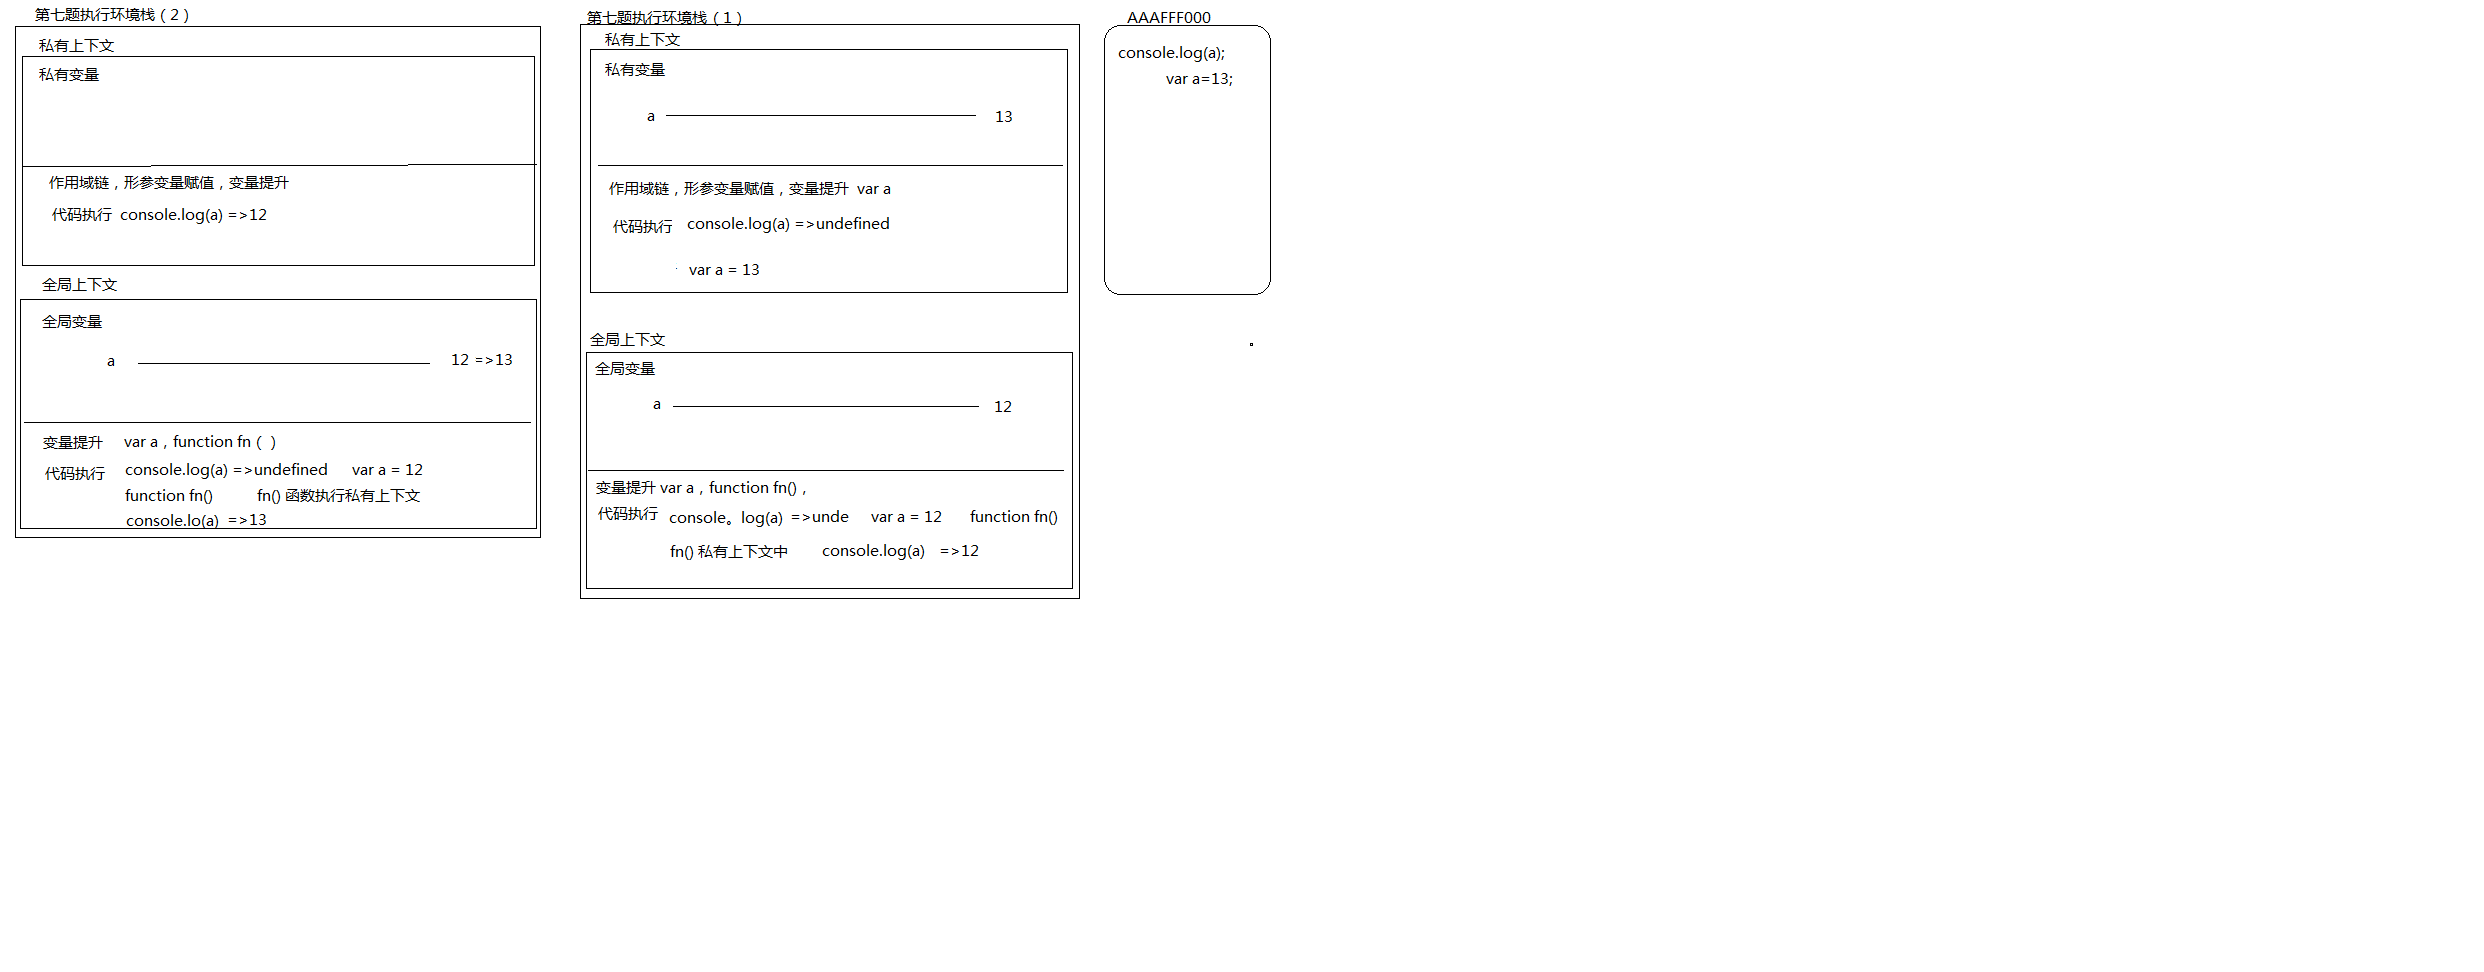 第七题执行环境栈（2）
私有上下文
私有变量
作用域链，形参变量赋值，变量提升
代码执行 console.log(a) =>12
全局上下文
全局变量
a 12 =>13
变量提升 var a，function fn（ ）
代码执行 console.log(a) =>undefined var a = 12
function fn() fn() 函数执行私有上下文
console.lo(a) =>13
第七题执行环境栈（1）
私有上下文
私有变量
a 13
作用域链，形参变量赋值，变量提升 var a
代码执行 console.log(a) =>undefined
var a = 13
全局上下文
全局变量
a 12
变量提升 var a，function fn()，
代码执行 console。log(a) =>unde var a = 12 function fn()
fn() 私有上下文中 console.log(a) =>12
AAAFFF000
console.log(a);
var a=13;